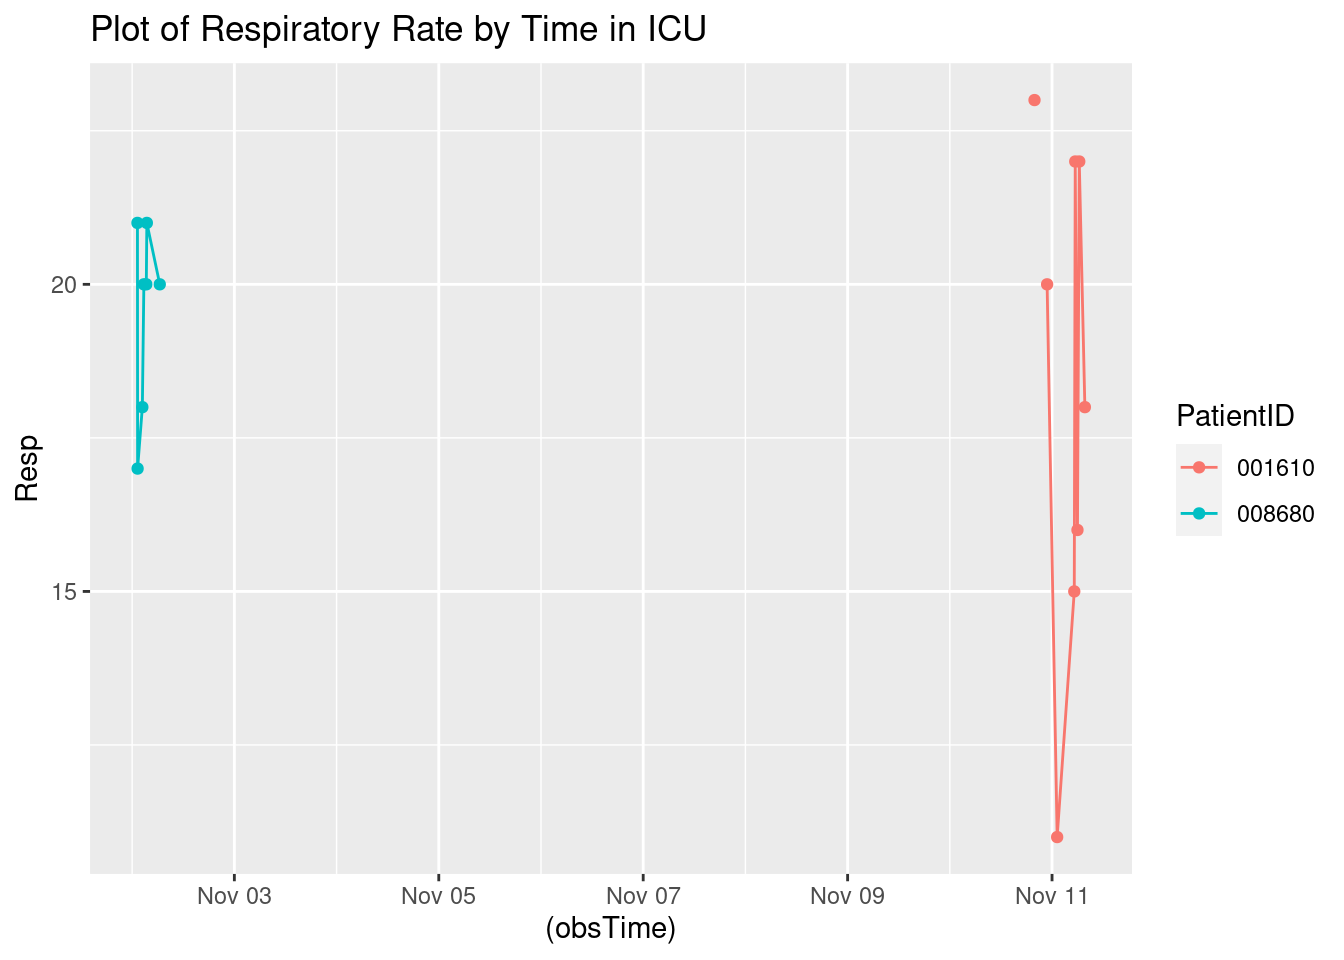 Plot of Respiratory Rate by Time in ICU
Resp
20
15
Nov 03
Nov 05
Nov 07
Nov 09
Nov 11
(obsTime)
PatientID
001610
008680